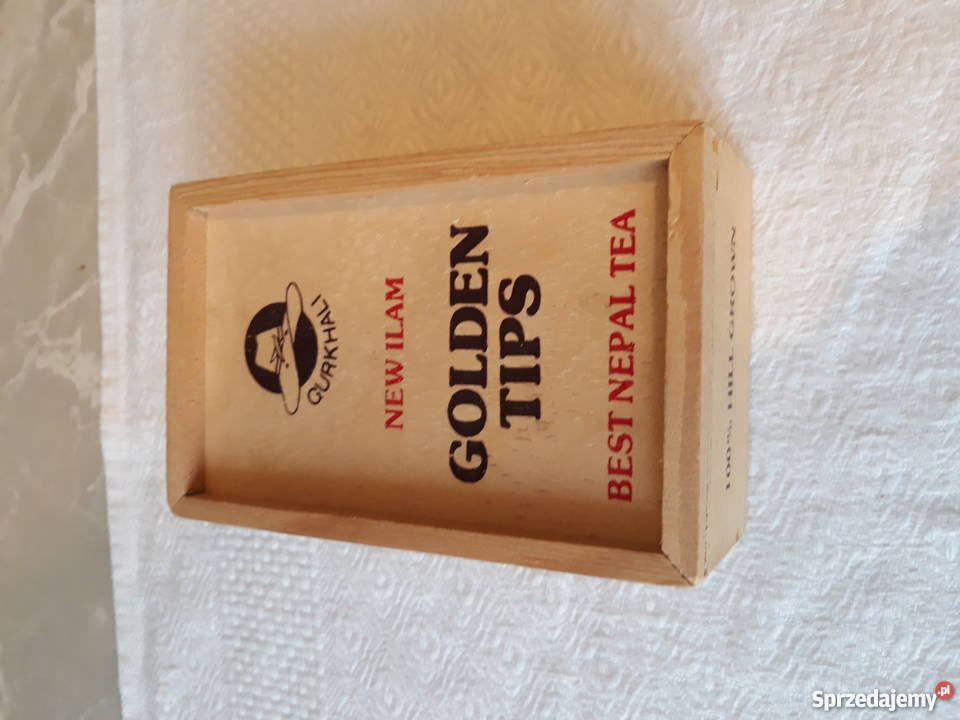 GURKHALI
NEW ILAM
GOLDEN
TIPS
BEST NEPAL TEA
100% HILL GROWN
Sprzedajemy.pl